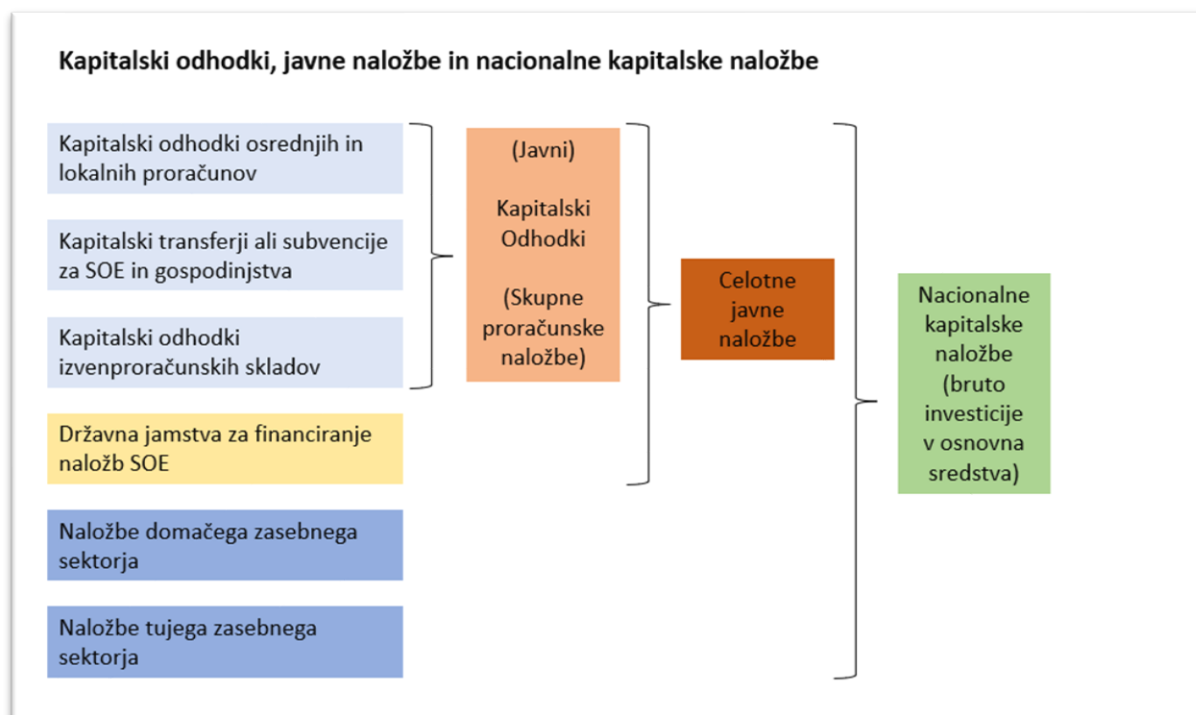 Kapitalski odhodki, javne naložbe in nacionalne kapitalske naložbe
Kapitalski odhodki osrednjih in
lokalnih proračunov
Kapitalski transferji ali subvencije
za SOE in gospodinjstva
Kapitalski odhodki
izvenproračunskih skladov
Državna jamstva za financiranje
naložb SOE
Naložbe domačega zasebnega
sektorja
Naložbe tujega zasebnega
sektorja
(Javni)
Kapitalski
Odhodki
(Skupne
proračunske
naložbe)
Celotne
javne
naložbe
Nacionalne
kapitalske
naložbe
(bruto
investicije
v osnovna
sredstva)